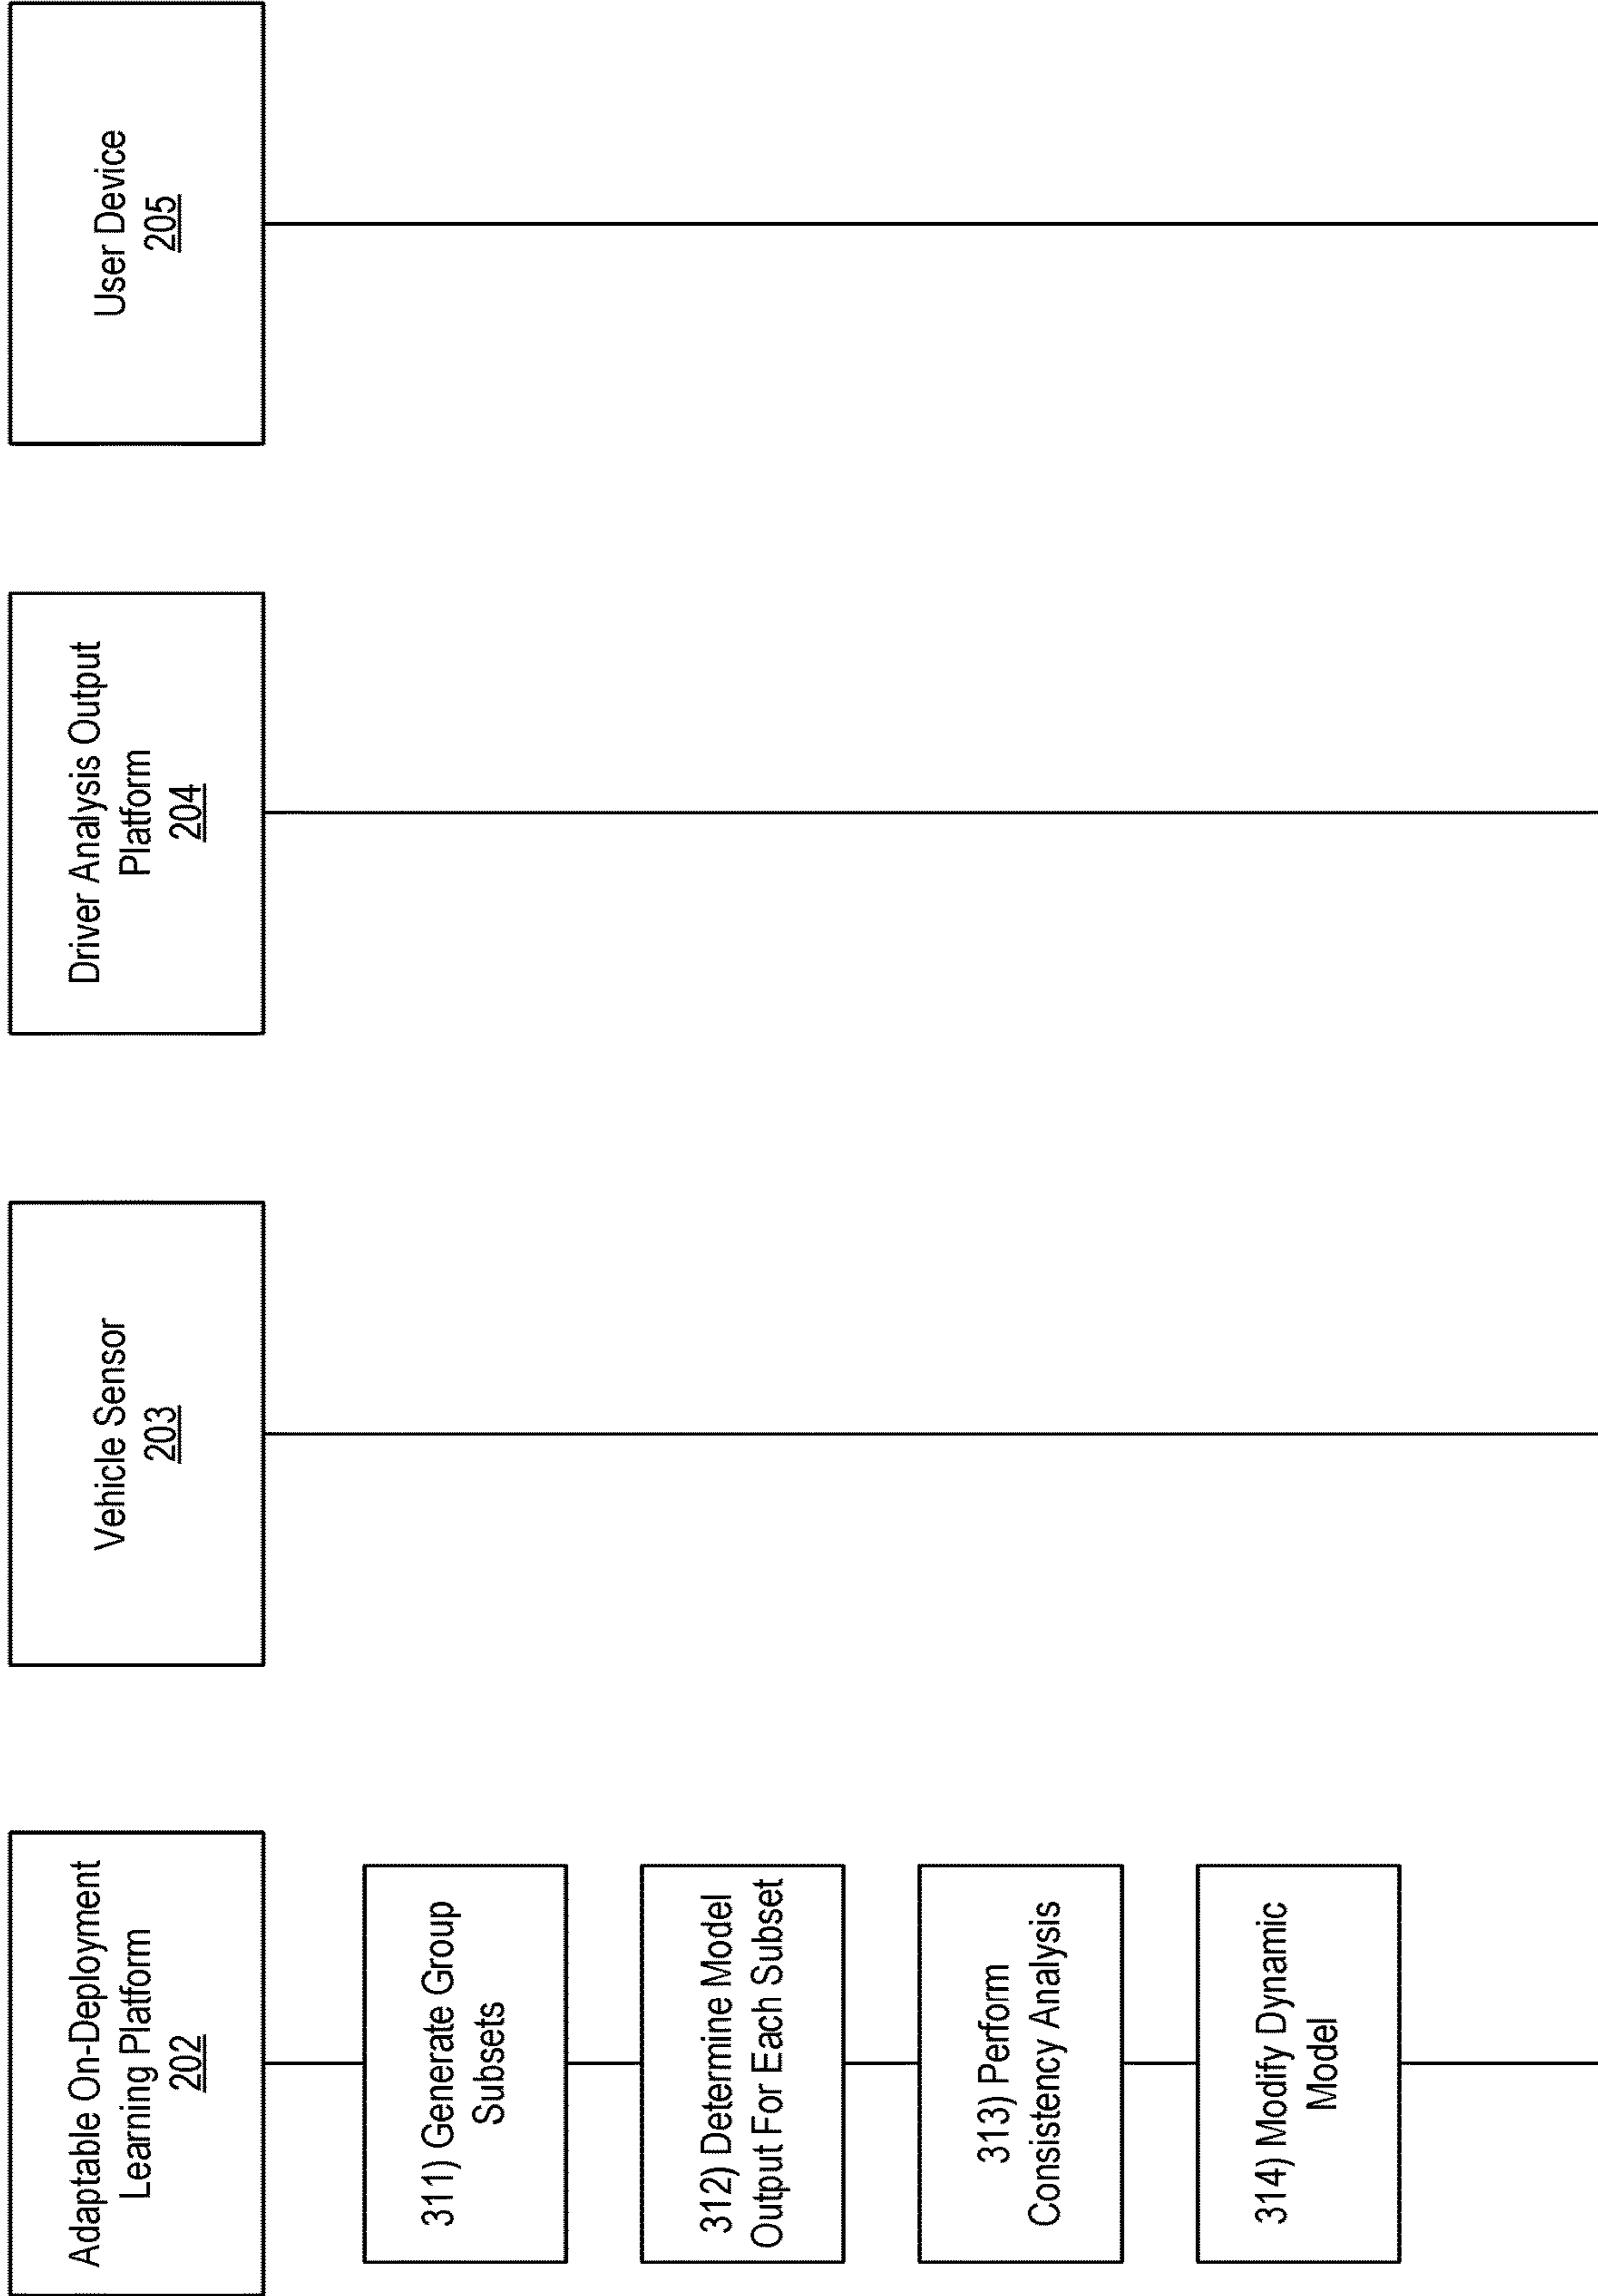 Adaptable On-Deployment
Learning Platform
202
Vehicle Sensor
203
Driver Analysis Output
Platform
204
User Device
205
311) Generate Group
Subsets
312) Determine Model
Output For Each Subset
313) Perform
Consistency Analysis
314) Modify Dynamic
Model